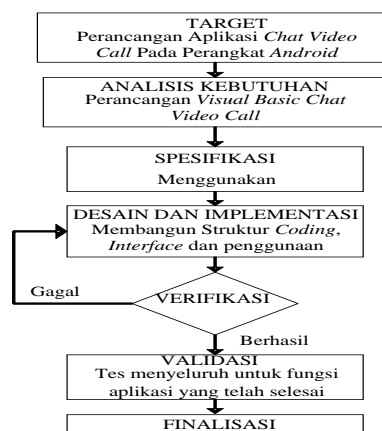 TARGET
Perancangan Aplikasi Chat Video
Call Pada Perangkat Android
ANALISIS KEBUTUHAN
Perancangan Visual Basic Chat
Video Call
SPESIFIKASI
Menggunakan
DESAIN DAN IMPLEMENTASI
Membangun Struktur Coding,
Interface dan penggunaan
Gagal
VERIFIKASI
Berhasil
VALIDASI
Tes menyeluruh untuk fungsi
aplikasi yang telah selesai
FINALISASI